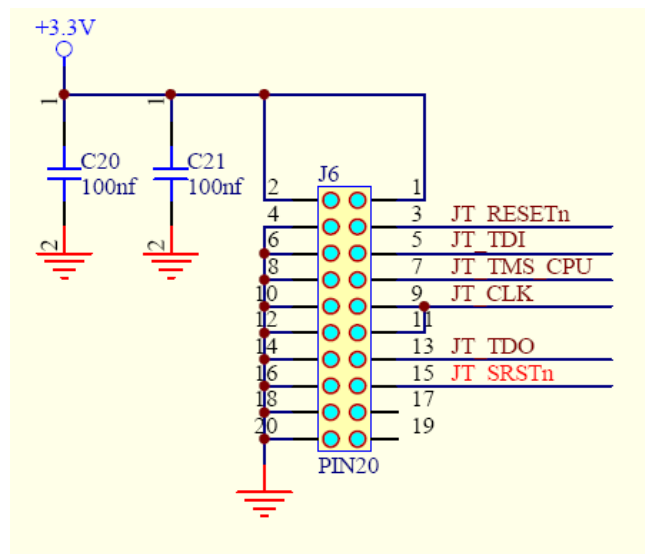 +3.3V
1
1
C20
100nf
C21
100nf
2
2
J6
2
1
4
3
JT_RESETn
6
5
JT_TDI
8
7
JT_TMS_CPU
10
9
JT_CLK
12
11
14
13
JT_TDO
16
15
JT_SRSTn
18
17
20
19
PIN20